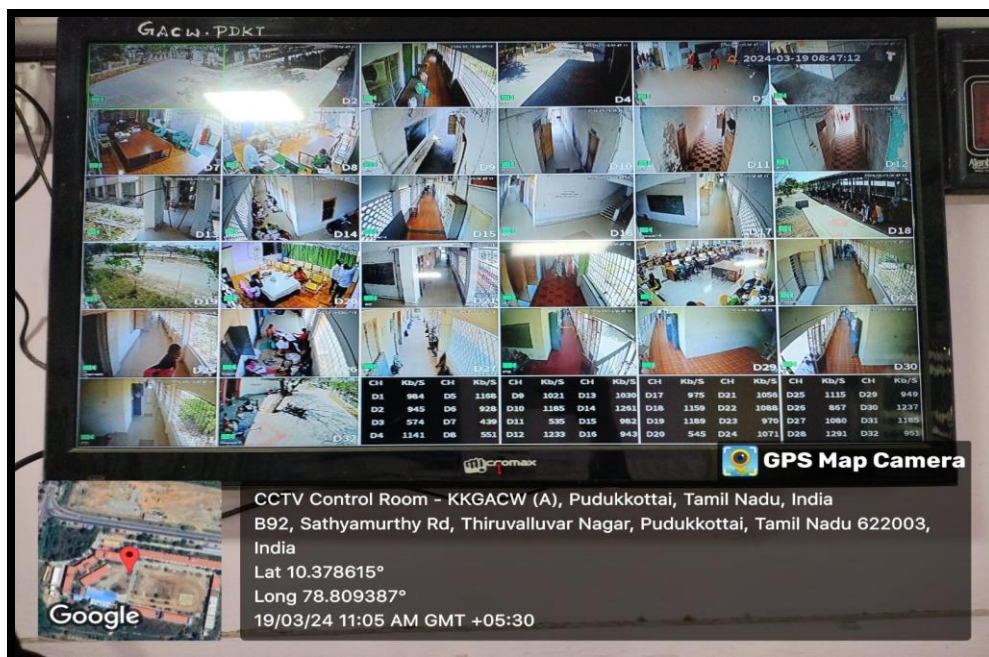 GACW.PDKT
2024-03-19 08:47:12
D2
D4
D7
D8
D9
D10
D11
D12
D13
D14
D15
D16
D17
D18
D19
D20
D21
D23
D24
D25
D27
D29
D30
D32
CH Kb/S CH Kb/S CH Kb/S CH Kb/S CH Kb/S CH Kb/S CH Kb/S CH Kb/S
D1 984 D5 1168 D9 1021 D13 1030 D17 975 D21 1056 D25 1115 D29 949
D2 945 D6 928 D10 1185 D14 1261 D18 1159 D22 1088 D26 867 D30 1237
D3 574 D7 439 D11 535 D15 982 D19 1189 D23 970 D27 1080 D31 1185
D4 1141 D8 551 D12 1233 D16 943 D20 545 D24 1071 D28 1291 D32 951
micromax
GPS Map Camera
CCTV Control Room - KKGACW (A), Pudukkottai, Tamil Nadu, India
B92, Sathyamurthy Rd, Thiruvalluvar Nagar, Pudukkottai, Tamil Nadu 622003,
India
Lat 10.378615°
Long 78.809387°
19/03/24 11:05 AM GMT +05:30
Google